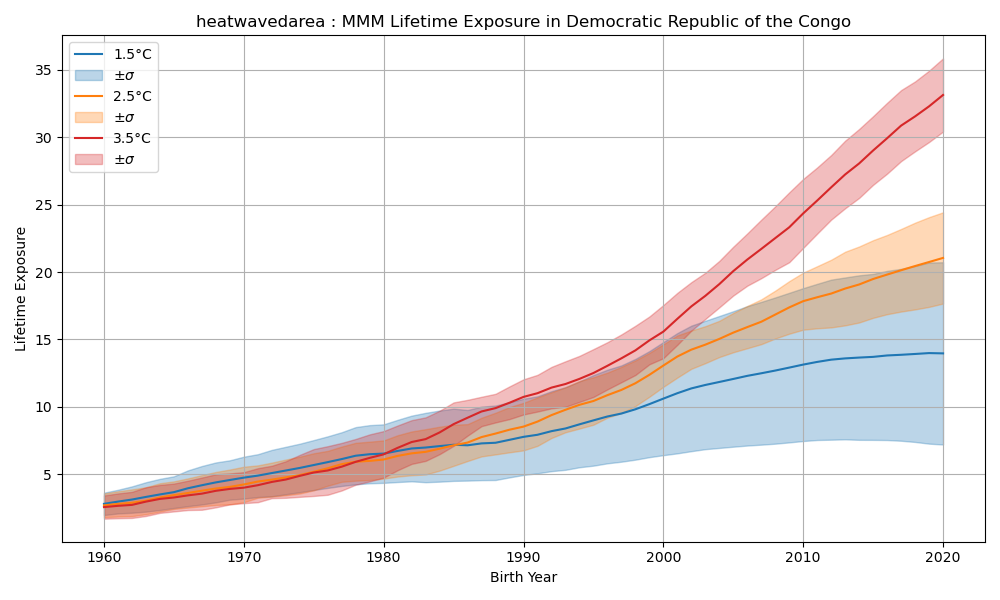 heatwavedarea : MMM Lifetime Exposure in Democratic Republic of the Congo
1.5°C
±σ
2.5°C
±σ
3.5°C
±σ
35
30
25
20
15
10
5
Lifetime Exposure
1960 1970 1980 1990 2000 2010 2020
Birth Year